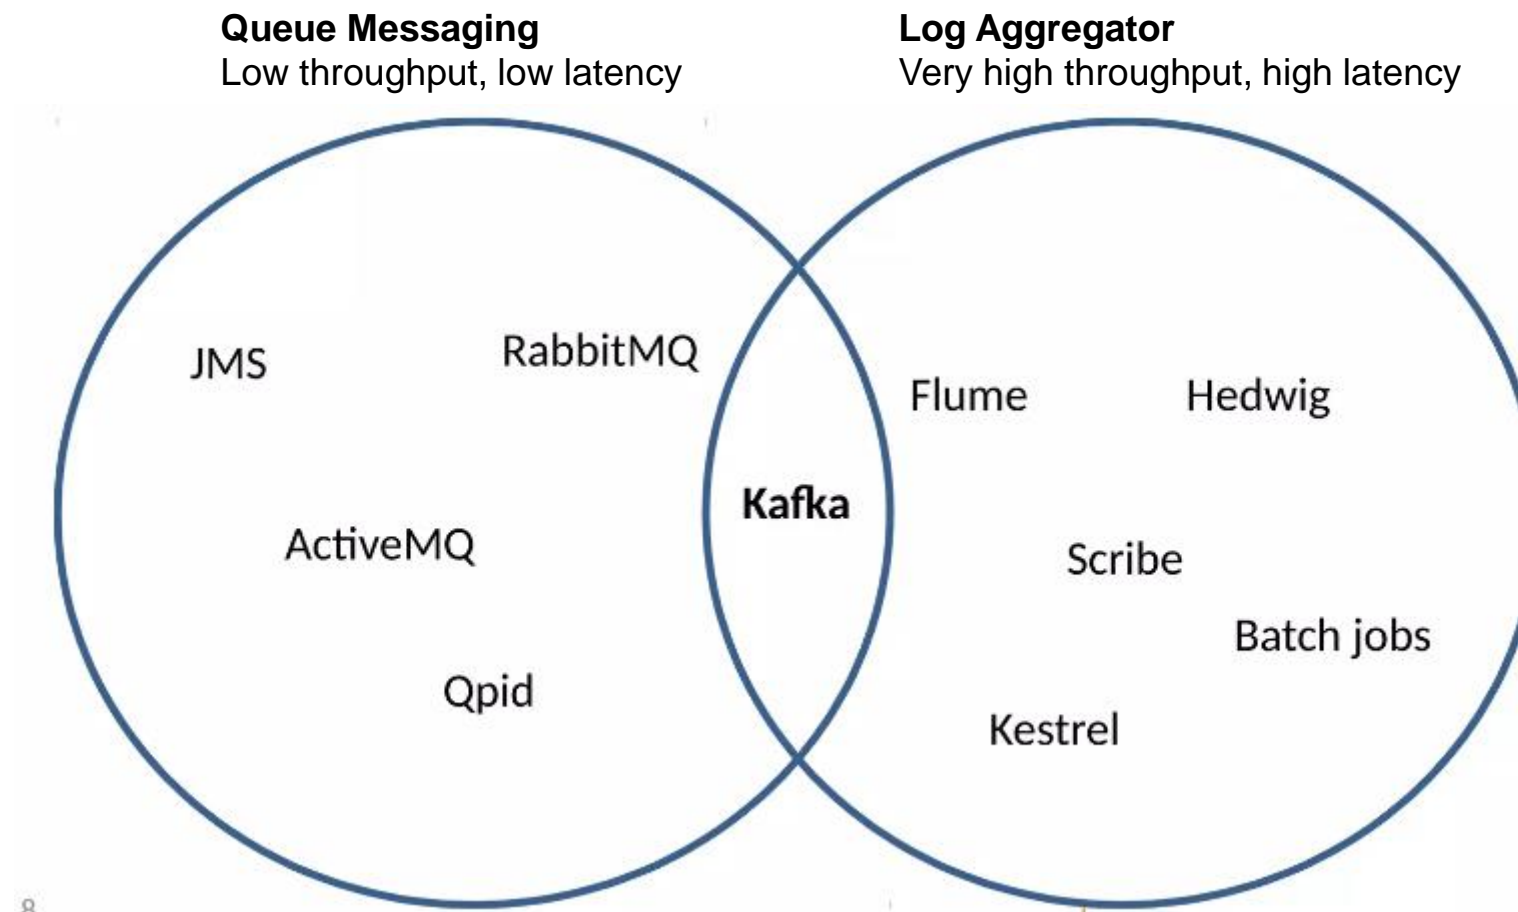 Queue Messaging
Low throughput, low latency
Log Aggregator
Very high throughput, high latency
JMS
RabbitMQ
Flume
Hedwig
Kafka
ActiveMQ
Scribe
Batch jobs
Qpid
Kestrel
8